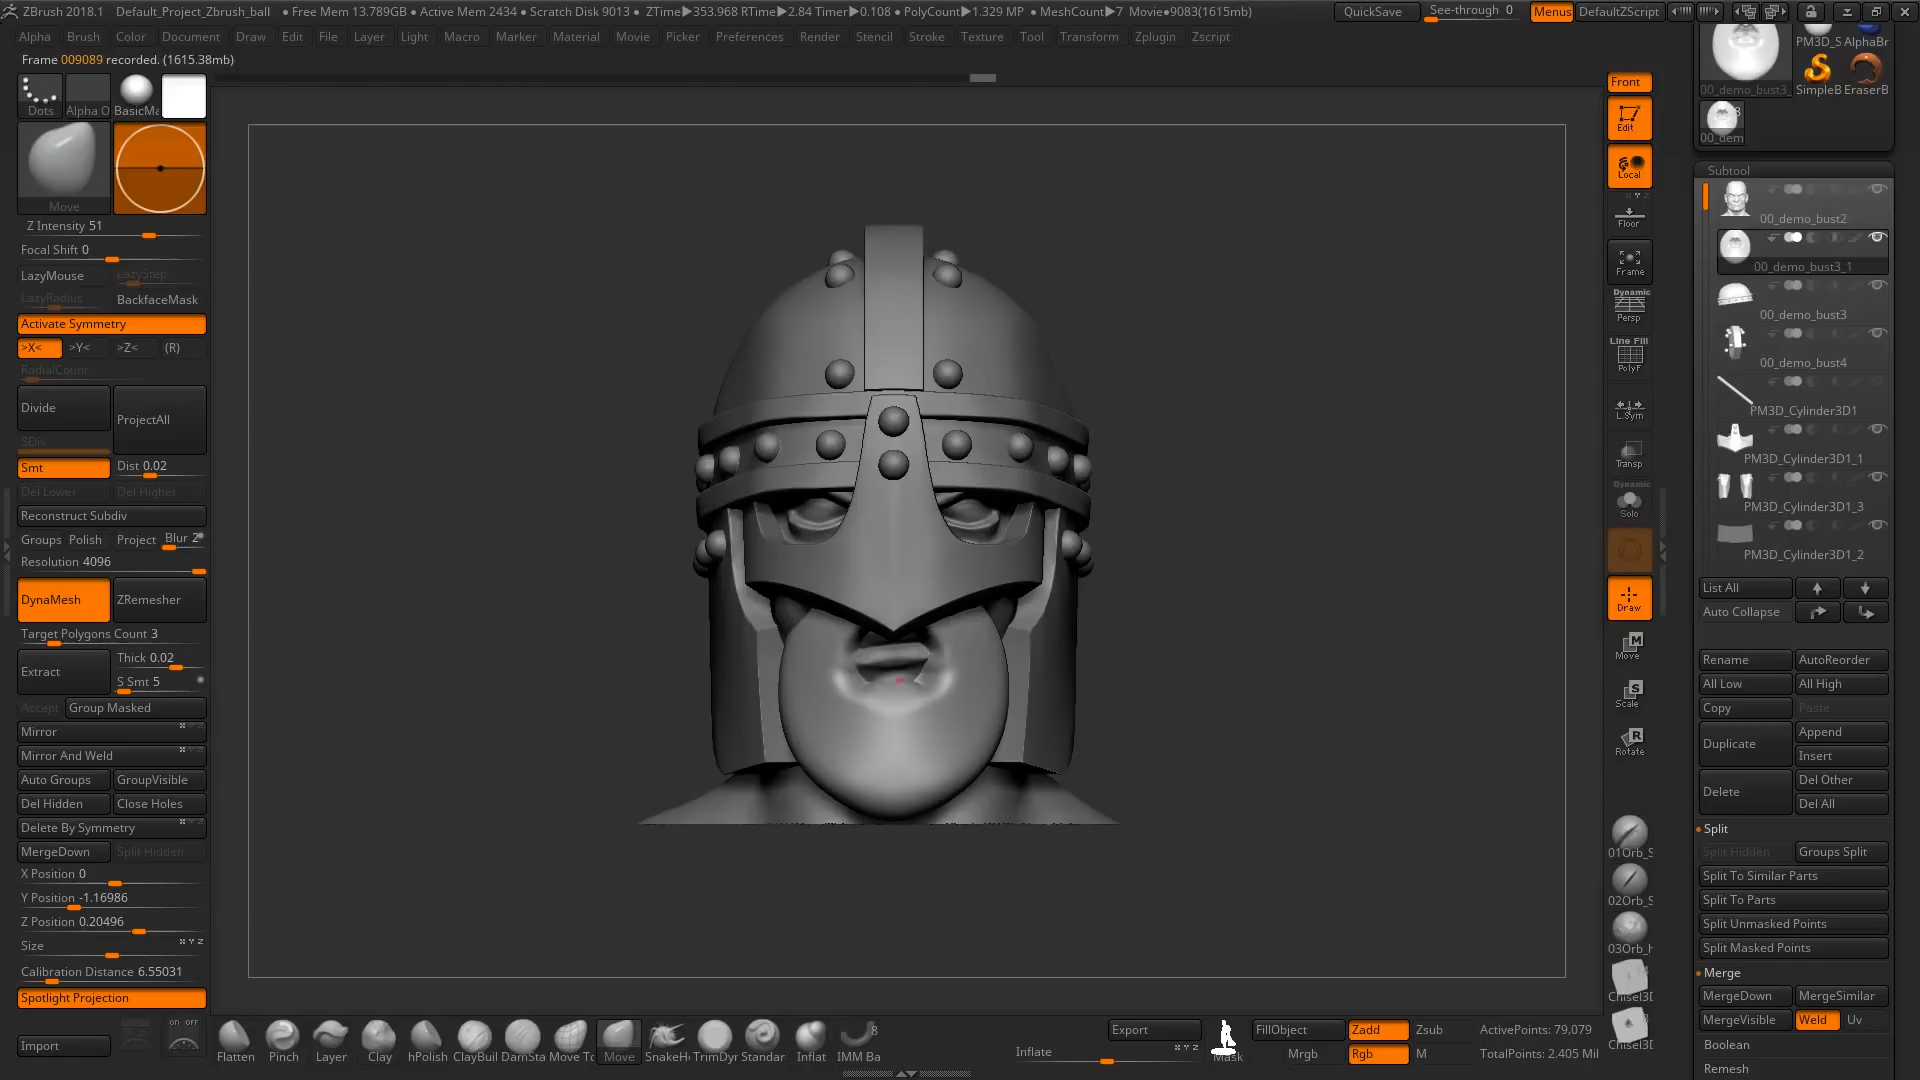 ZBrush 2018.1 Default_Project_Zbrush_ball • Free Mem 13.789GB • Active Mem 2434 • Scratch Disk 9013 • ZTime▶353.968 RTime▶2.84 Timer▶0.108 • PolyCount▶1.329 MP • MeshCount▶7 Movie●9083(1615mb) QuickSave See-through 0 Menus DefaultZScript
Alpha Brush Color Document Draw Edit File Layer Light Macro Marker Material Movie Picker Preferences Render Stencil Stroke Texture Tool Transform Zplugin Zscript
Frame 009089 recorded. (1615.38mb)
Dots Alpha O BasicMa
Move
Z Intensity 51
Focal Shift 0
LazyMouse LazyStep
LazyRadius BackfaceMask
Activate Symmetry
>X< >Y< >Z< (R)
RadialCount
Divide ProjectAll
SDiv
Smt Dist 0.02
Del Lower Del Higher
Reconstruct Subdiv
Groups Polish Project Blur 2
Resolution 4096
DynaMesh ZRemesher
Target Polygons Count 3
Extract Thick 0.02
S Smt 5
Accept Group Masked
Mirror
Mirror And Weld
Auto Groups GroupVisible
Del Hidden Close Holes
Delete By Symmetry
MergeDown Split Hidden
X Position 0
Y Position -1.16986
Z Position 0.20496
Size X Y Z
Calibration Distance 6.55031
Spotlight Projection
Import ON OFF
Flatten Pinch Layer Clay hPolish ClayBuil DamSta Move To Move SnakeH TrimDyn Standar Inflat IMM Ba
8
Export
Inflate X Y Z
Mask
FillObject Zadd Zsub
Mrgb Rgb M
ActivePoints: 79,079
TotalPoints: 2.405 Mil
Front
Edit
Local
Floor
Frame
Dynamic
Persp
Line Fill
PolyF
L.Sym
Transp
Dynamic
Solo
Draw
Move
Scale
Rotate
01Orb_S
02Orb_S
03Orb_h
Chisel3D
Chisel3D
PM3D_S AlphaBr
00_demo_bust3_ SimpleB EraserB
00_dem
Subtool
00_demo_bust2
00_demo_bust3_1
00_demo_bust3
00_demo_bust4
PM3D_Cylinder3D1
PM3D_Cylinder3D1_1
PM3D_Cylinder3D1_3
PM3D_Cylinder3D1_2
List All
Auto Collapse
Rename AutoReorder
All Low All High
Copy Paste
Duplicate Append
Insert
Delete Del Other
Del All
Split
Split Hidden Groups Split
Split To Similar Parts
Split To Parts
Split Unmasked Points
Split Masked Points
Merge
MergeDown MergeSimilar
MergeVisible Weld Uv
Boolean
Remesh